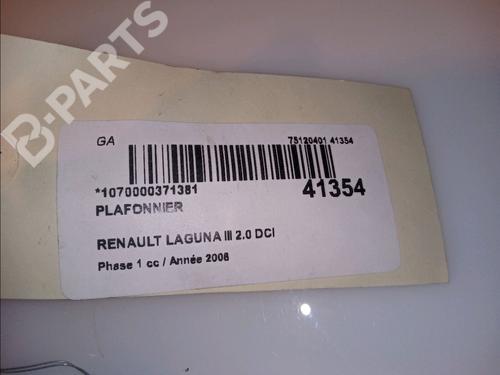 B-PARTS
GA
75120401 41354
*1070000371381
41354
PLAFONNIER
RENAULT LAGUNA III 2.0 DCI
Phase 1 cc / Année 2008